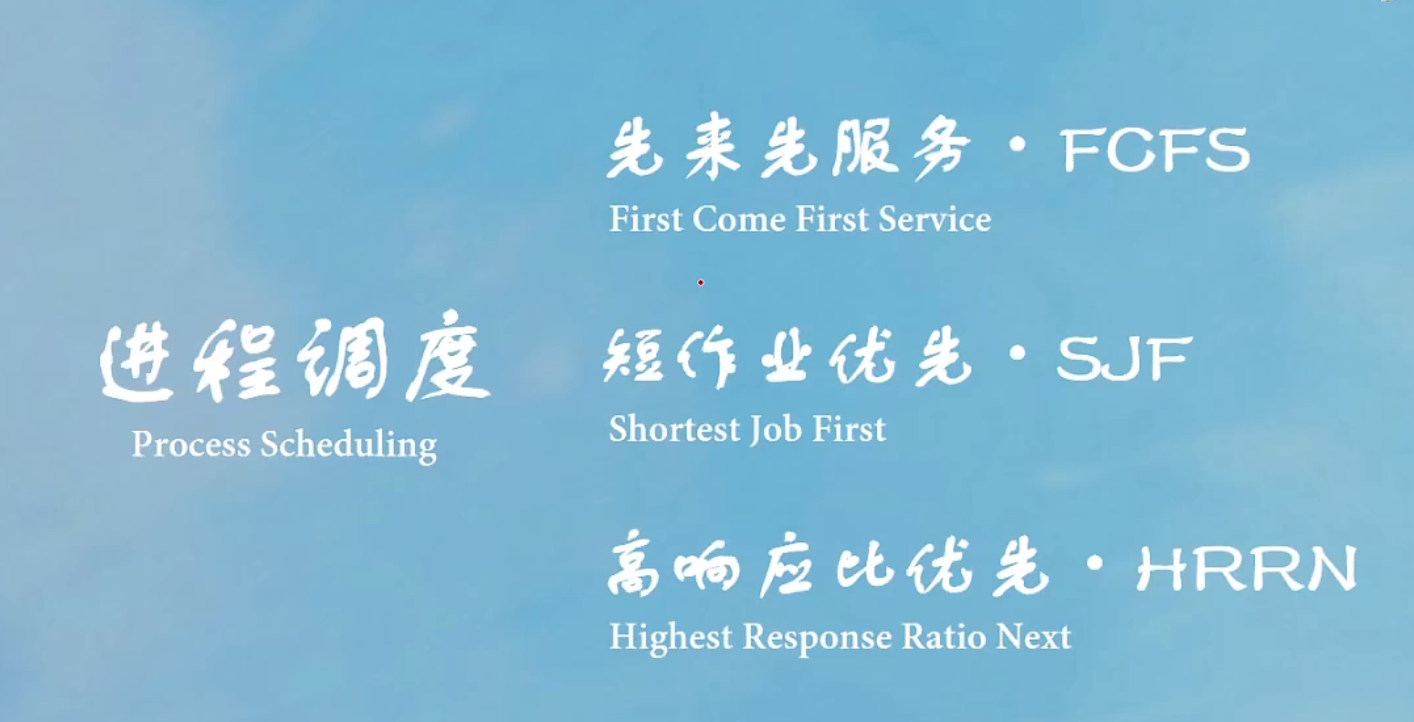 进程调度
Process Scheduling
先来先服务·FCFS
First Come First Service
短作业优先·SJF
Shortest Job First
高响应比优先·HRRN
Highest Response Ratio Next